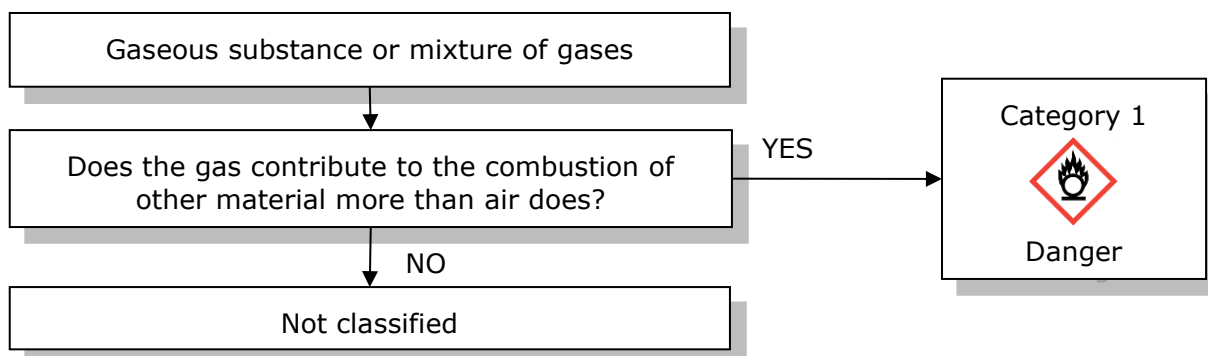 Gaseous substance or mixture of gases
Does the gas contribute to the combustion of
other material more than air does?
YES
Category 1
Danger
NO
Not classified